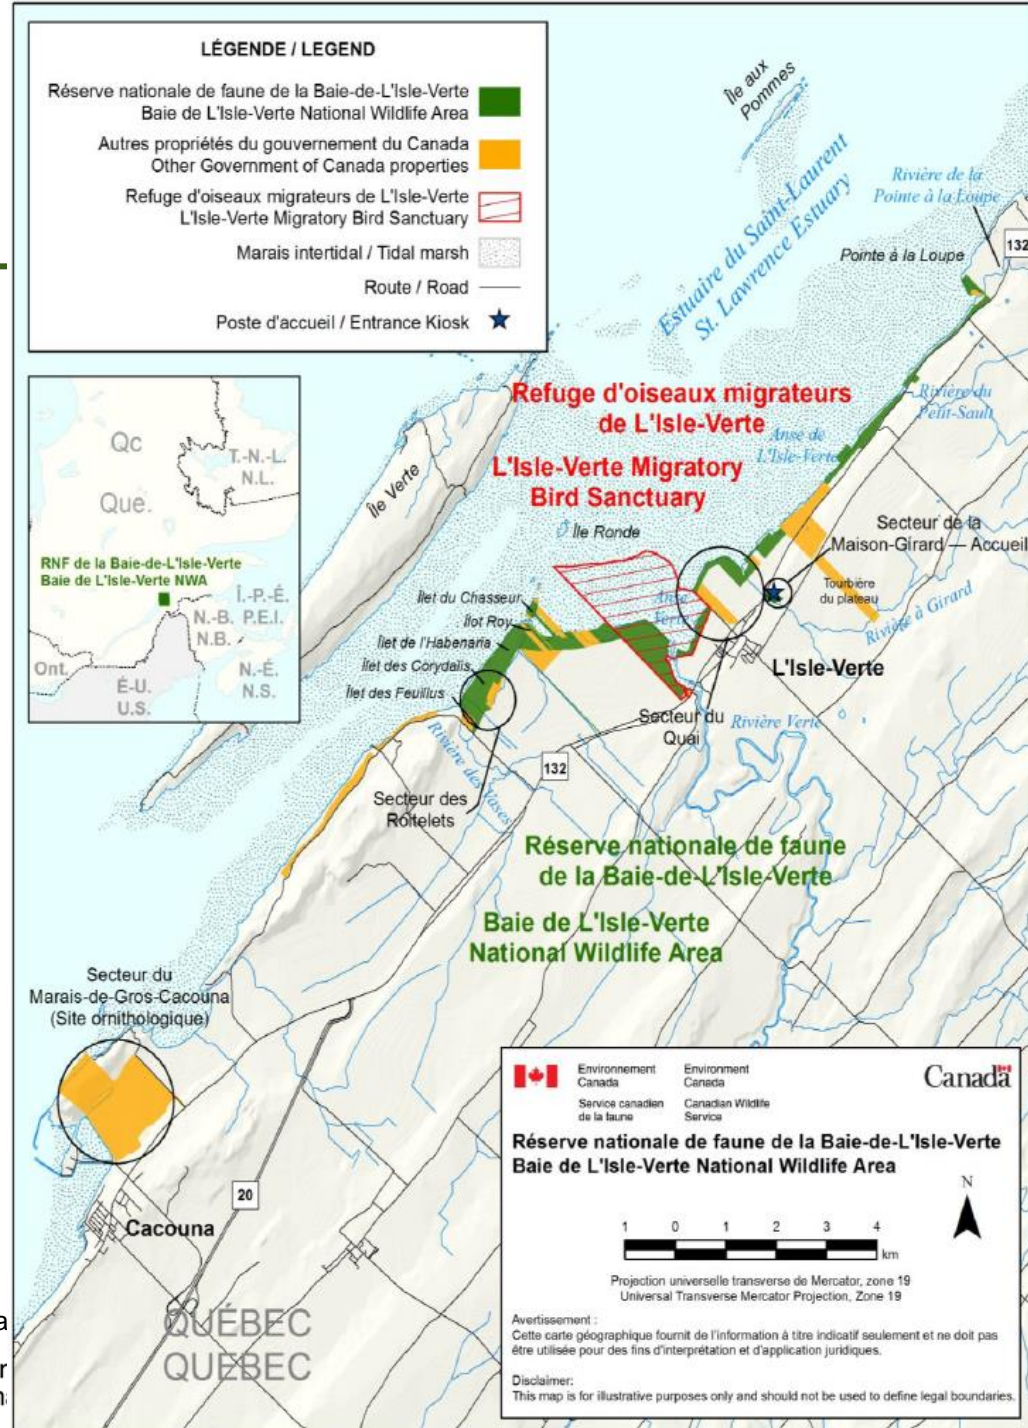 LÉGENDE / LEGEND
Réserve nationale de faune de la Baie-de-L'Isle-Verte
Baie de L'Isle-Verte National Wildlife Area
Autres propriétés du gouvernement du Canada
Other Government of Canada properties
Refuge d'oiseaux migrateurs de L'Isle-Verte
L'Isle-Verte Migratory Bird Sanctuary
Marais intertidal / Tidal marsh
Route / Road
Poste d'accueil / Entrance Kiosk
Île aux
Pommes
Estuaire du Saint-Laurent
St. Lawrence Estuary
Rivière de la
Pointe à la Loupe
Pointe à la Loupe
132
Qc
Que.
T.-N.-L.
N.L.
RNF de la Baie-de-L'Isle-Verte
Baie de L'Isle-Verte NWA
Î.-P.-É.
P.E.I.
N.-B.
N.B.
Ont.
N.-É.
N.S.
É-U.
U.S.
Île Verte
Refuge d'oiseaux migrateurs
de L'Isle-Verte
L'Isle-Verte Migratory
Bird Sanctuary
Rivière du
Petit-Sault
Anse de
L'Isle-Verte
Île Ronde
Secteur de la
Maison-Girard — Accueil
Tourbière
du plateau
Rivière à Girard
Anse
Verte
Îlet du Chasseur
Îlot Roy
Îlet de l'Habenaria
Îlet des Corydalis
Îlet des Feuillus
L'Isle-Verte
Secteur du
Quai
Rivière Verte
132
Rivière des Vases
Secteur des
Roitelets
Réserve nationale de faune
de la Baie-de-L'Isle-Verte
Baie de L'Isle-Verte
National Wildlife Area
Secteur du
Marais-de-Gros-Cacouna
(Site ornithologique)
20
Cacouna
QUÉBEC
QUEBEC
Environnement
Canada
Environment
Canada
Service canadien
de la faune
Canadian Wildlife
Service
Canada
Réserve nationale de faune de la Baie-de-L'Isle-Verte
Baie de L'Isle-Verte National Wildlife Area
N
1 0 1 2 3 4
km
Projection universelle transverse de Mercator, zone 19
Universal Transverse Mercator Projection, Zone 19
Avertissement :
Cette carte géographique fournit de l'information à titre indicatif seulement et ne doit pas
être utilisée pour des fins d'interprétation et d'application juridiques.
Disclaimer:
This map is for illustrative purposes only and should not be used to define legal boundaries.